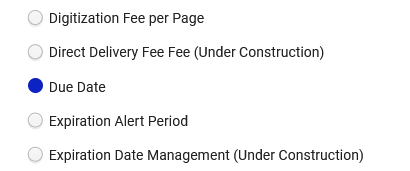 Digitization Fee per Page
Direct Delivery Fee Fee (Under Construction)
Due Date
Expiration Alert Period
Expiration Date Management (Under Construction)